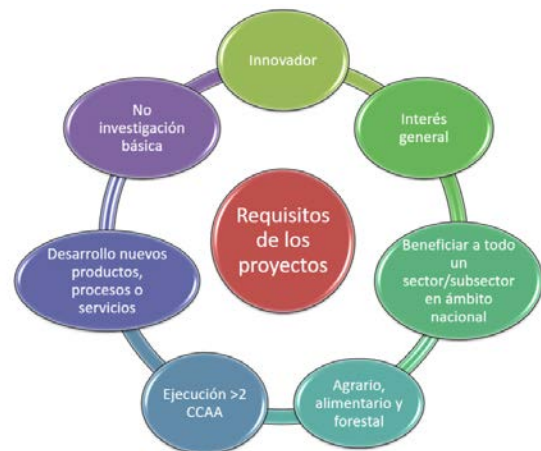 Innovador
Interés
general
Beneficiar a todo
un
sector/subsector
en ámbito
nacional
Agrario,
alimentario y
forestal
Ejecución >2
CCAA
Desarrollo nuevos
productos,
procesos o
servicios
No
investigación
básica
Requisitos
de los
proyectos